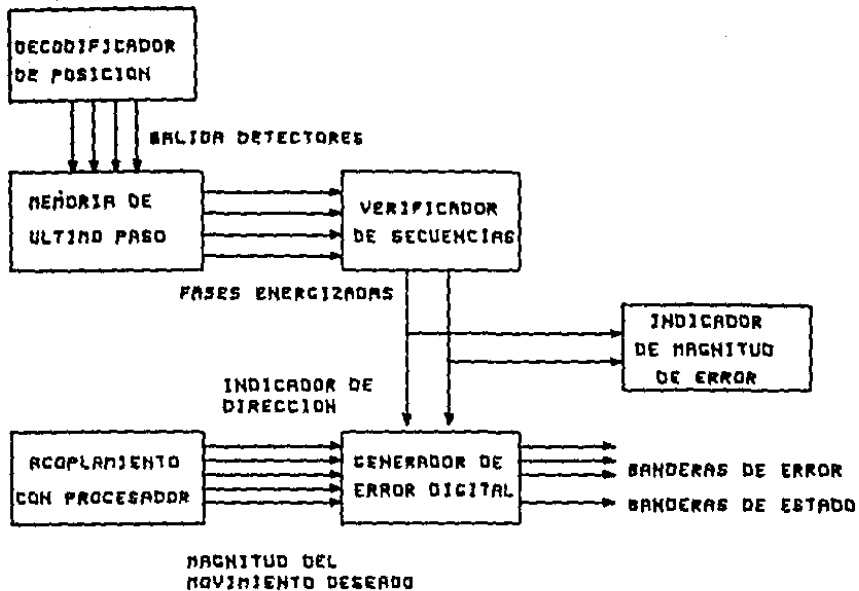 DECODIFICADOR
DE POSICION
SALIDA DETECTORES
MEMORIA DE
ULTIMO PASO
VERIFICADOR
DE SECUENCIAS
FASES ENERGIZADAS
INDICADOR
DE MAGNITUD
DE ERROR
INDICADOR DE
DIRECCION
ACOPLAMIENTO
CON PROCESADOR
GENERADOR DE
ERROR DIGITAL
BANDERAS DE ERROR
BANDERAS DE ESTADO
MAGNITUD DEL
MOVIMIENTO DESEADO